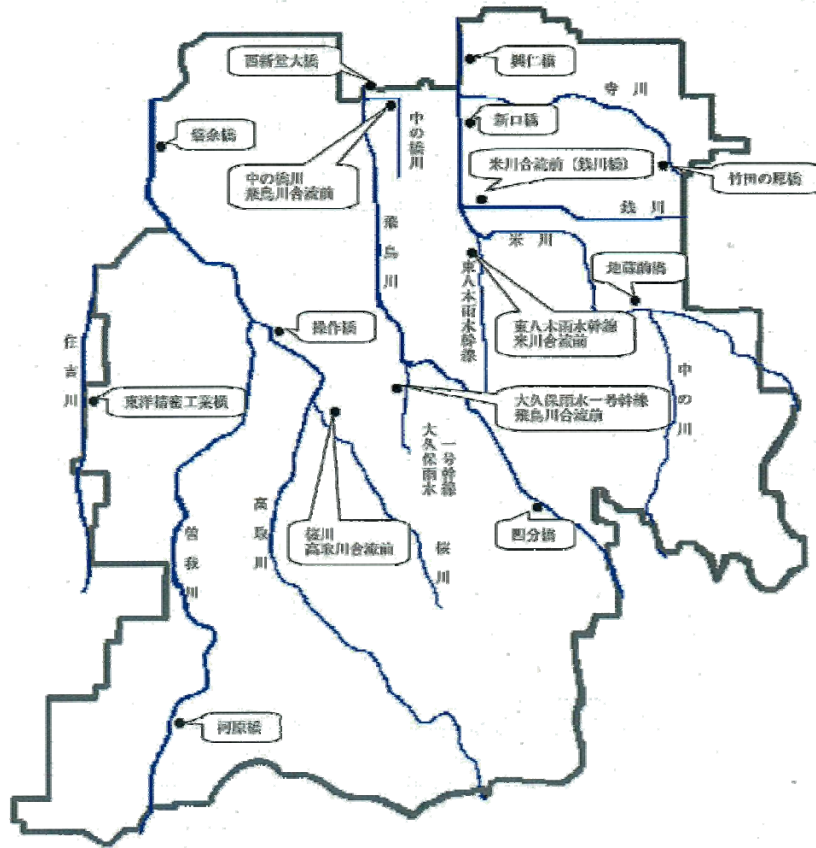 西新堂大橋
興仁橋
寺川
新口橋
中の橋川
中の橋川
飛鳥川合流前
米川合流前(銭川橋)
竹田の原橋
銭川
飛鳥川
米川
地蔵前橋
東八木雨水幹線
東八木雨水幹線
米川合流前
操作橋
住吉川
東洋精密工業横
大久保雨水一号幹線
飛鳥川合流前
中の川
大久保雨水
一号幹線
桜川
高取川合流前
四分橋
曽我川
高取川
桜川
河原橋